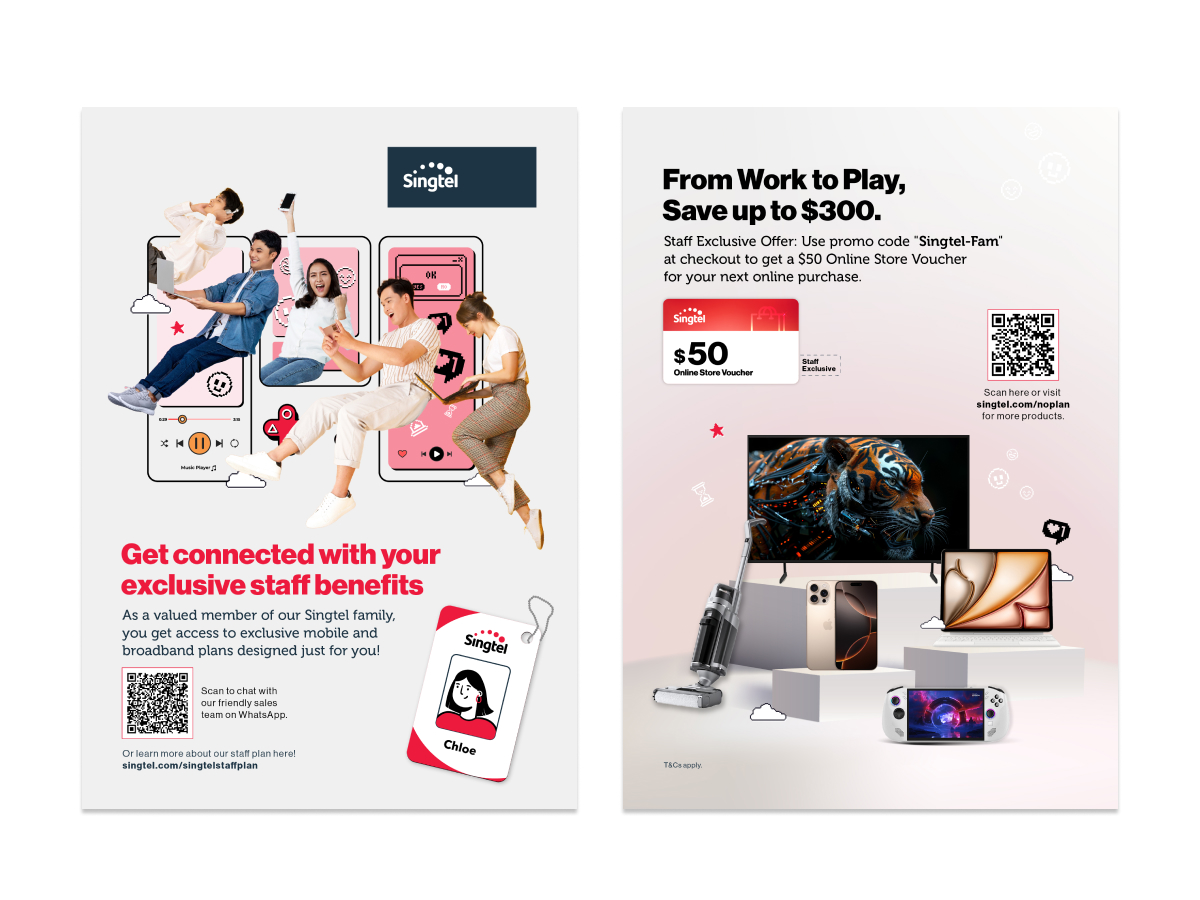 Singtel
OK
NO
0:29
3:15
Music Player
Get connected with your
exclusive staff benefits
As a valued member of our Singtel family,
you get access to exclusive mobile and
broadband plans designed just for you!
Scan to chat with
our friendly sales
team on WhatsApp.
Or learn more about our staff plan here!
singtel.com/singtelstaffplan
Singtel
Chloe
From Work to Play,
Save up to $300.
Staff Exclusive Offer: Use promo code "Singtel-Fam"
at checkout to get a $50 Online Store Voucher
for your next online purchase.
Singtel
$50
Online Store Voucher
Staff
Exclusive
Scan here or visit
singtel.com/noplan
for more products.
T&Cs apply.